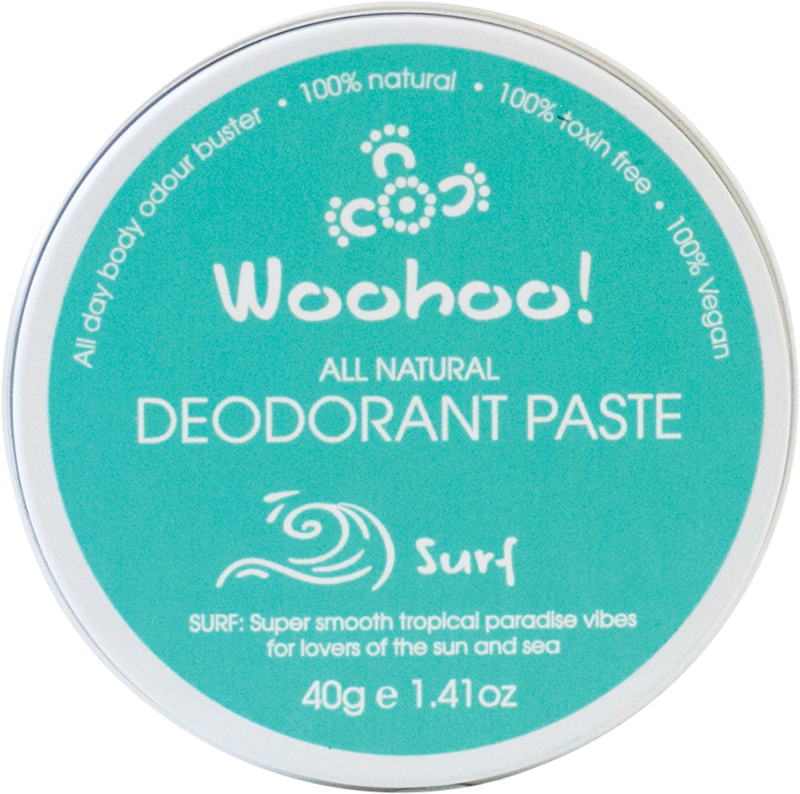 All day body odour buster • 100% natural • 100% toxin free • 100% Vegan
Woohoo!
ALL NATURAL
DEODORANT PASTE
Surf
SURF: Super smooth tropical paradise vibes
for lovers of the sun and sea
40g e 1.41oz